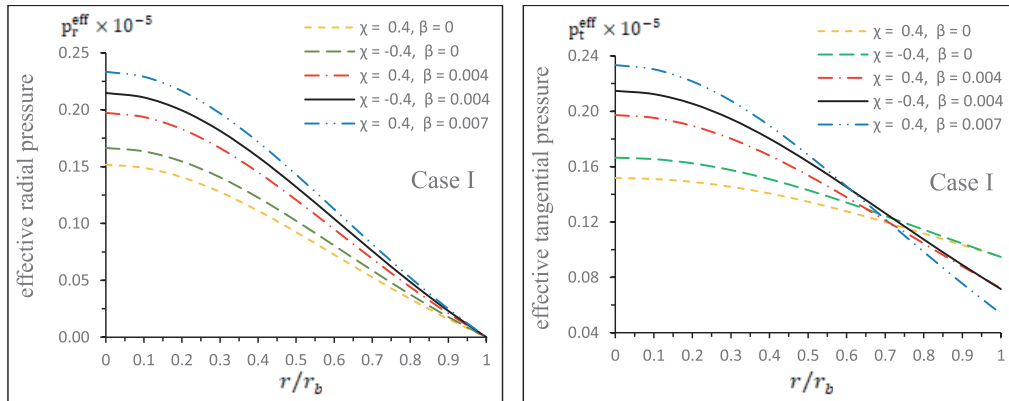 p_r^eff × 10^-5
χ = 0.4, β = 0
χ = -0.4, β = 0
χ = 0.4, β = 0.004
χ = -0.4, β = 0.004
χ = 0.4, β = 0.007
Case I
effective radial pressure
0.25
0.20
0.15
0.10
0.05
0.00
0 0.1 0.2 0.3 0.4 0.5 0.6 0.7 0.8 0.9 1
r/r_b
p_t^eff × 10^-5
χ = 0.4, β = 0
χ = -0.4, β = 0
χ = 0.4, β = 0.004
χ = -0.4, β = 0.004
χ = 0.4, β = 0.007
Case I
effective tangential pressure
0.24
0.20
0.16
0.12
0.08
0.04
0 0.1 0.2 0.3 0.4 0.5 0.6 0.7 0.8 0.9 1
r/r_b